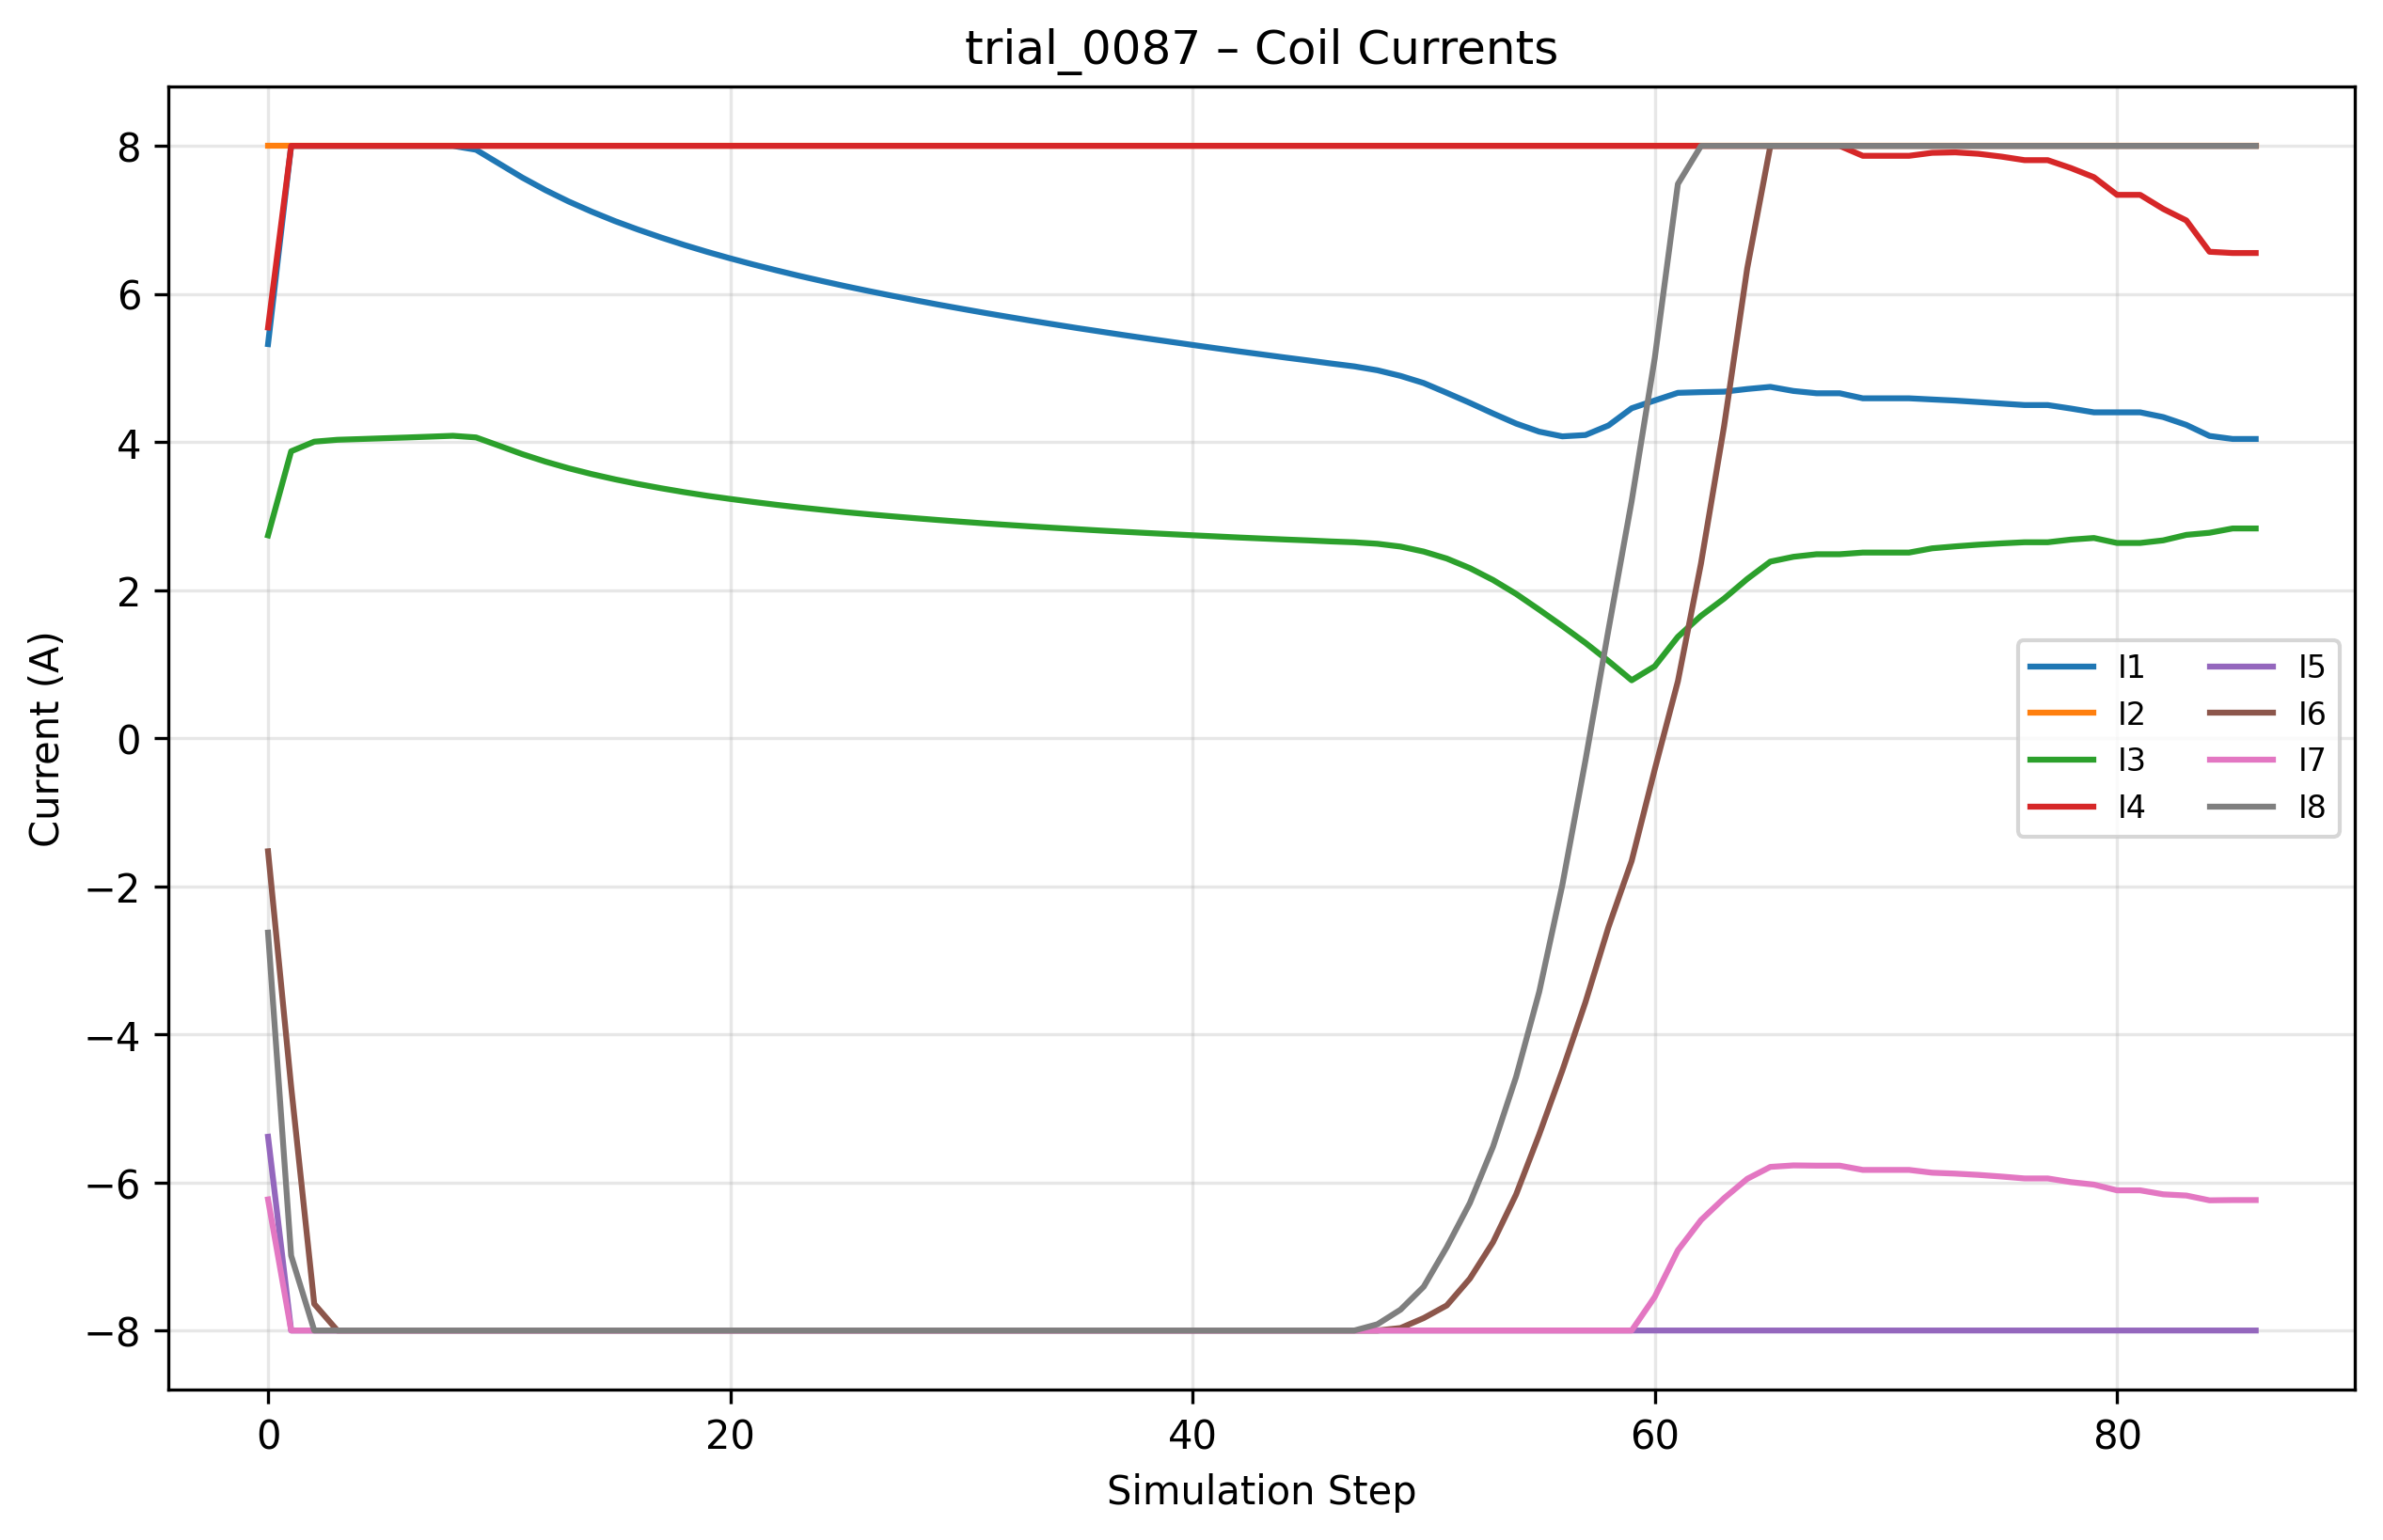 trial_0087 – Coil Currents
Current (A)
8
6
4
2
0
−2
−4
−6
−8
I1
I2
I3
I4
I5
I6
I7
I8
0
20
40
60
80
Simulation Step